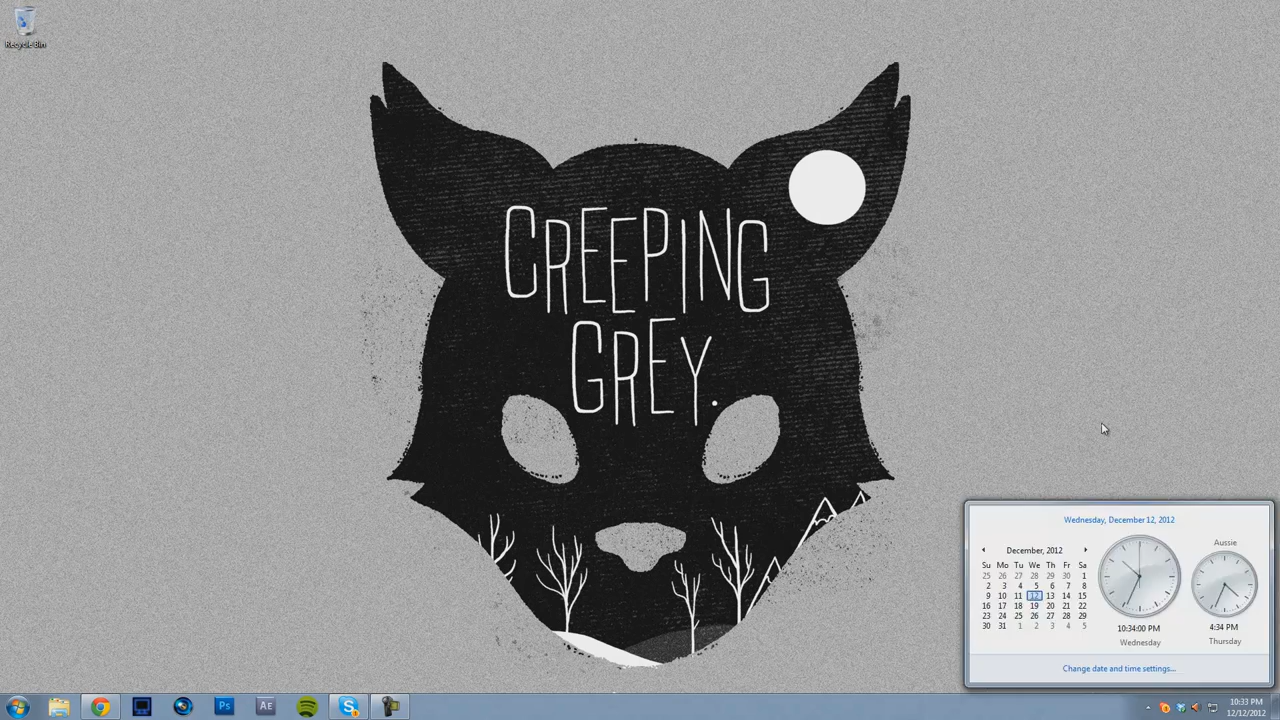 Recycle Bin
CREEPING
GREY.
Wednesday, December 12, 2012
December, 2012
Su Mo Tu We Th Fr Sa
25 26 27 28 29 30 1
2 3 4 5 6 7 8
9 10 11 12 13 14 15
16 17 18 19 20 21 22
23 24 25 26 27 28 29
30 31 1 2 3 4 5
10:34:00 PM
Wednesday
Aussie
4:34 PM
Thursday
Change date and time settings...
Ps
Ae
S
10:33 PM
12/12/2012